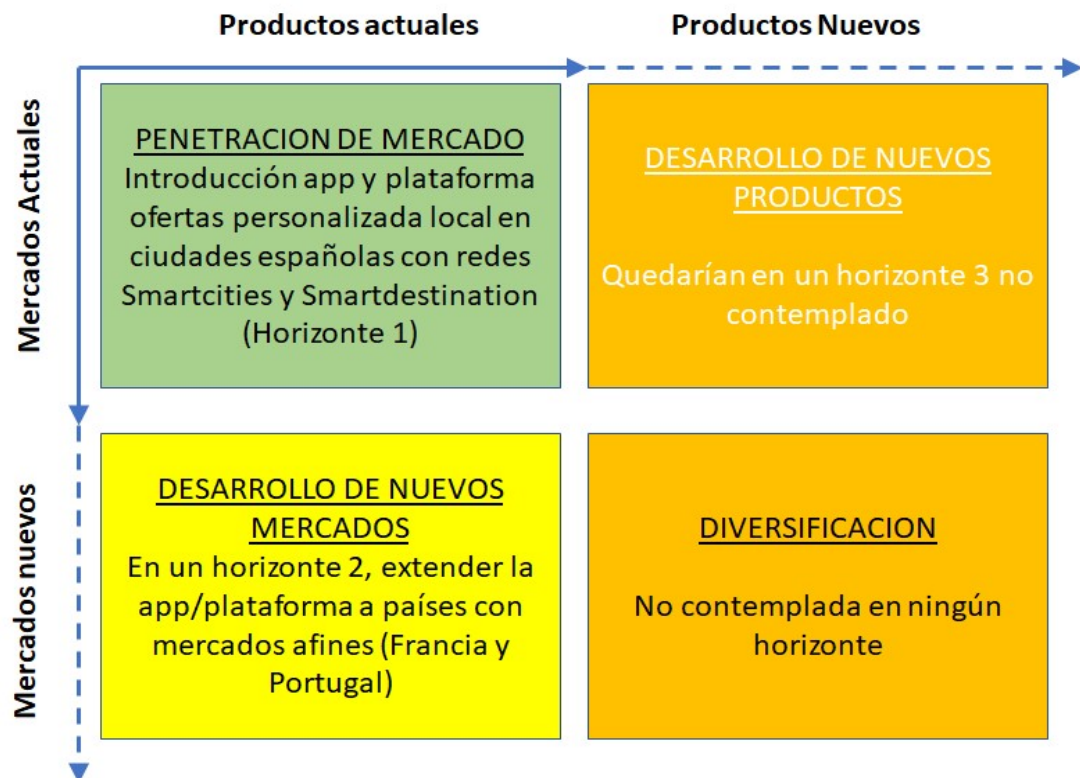 Productos actuales
Productos Nuevos
Mercados Actuales
PENETRACION DE MERCADO
Introducción app y plataforma
ofertas personalizada local en
ciudades españolas con redes
Smartcities y Smartdestination
(Horizonte 1)
DESARROLLO DE NUEVOS
PRODUCTOS
Quedarían en un horizonte 3 no
contemplado
Mercados nuevos
DESARROLLO DE NUEVOS
MERCADOS
En un horizonte 2, extender la
app/plataforma a países con
mercados afines (Francia y
Portugal)
DIVERSIFICACION
No contemplada en ningún
horizonte